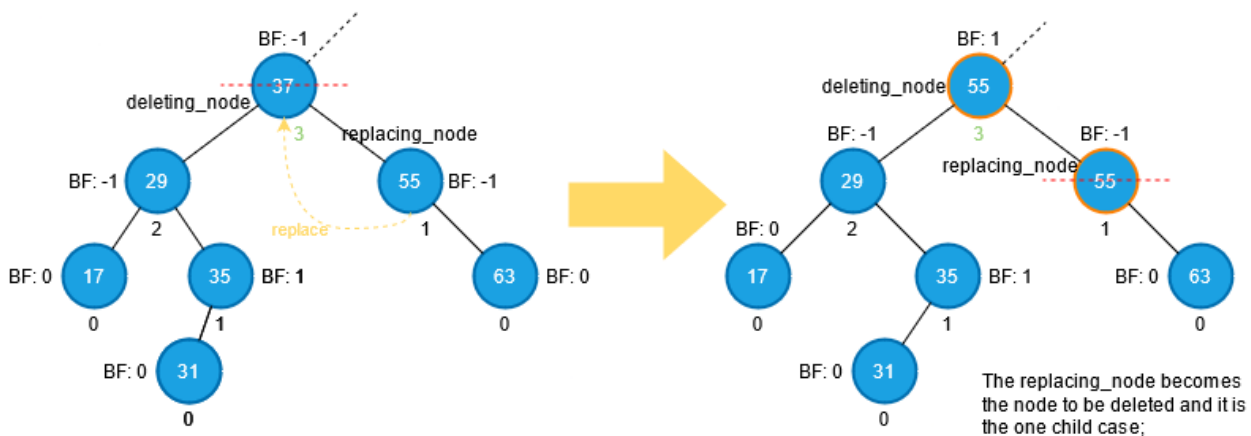 BF: -1
37
deleting_node
3
replacing_node
BF: -1
29
2
55
BF: -1
1
replace
BF: 0
17
0
35
BF: 1
1
63
BF: 0
0
BF: 0
31
0
BF: 1
55
deleting_node
3
BF: -1
29
2
BF: -1
replacing_node
55
1
BF: 0
17
0
35
BF: 1
1
BF: 0
63
0
BF: 0
31
0
The replacing_node becomes
the node to be deleted and it is
the one child case;